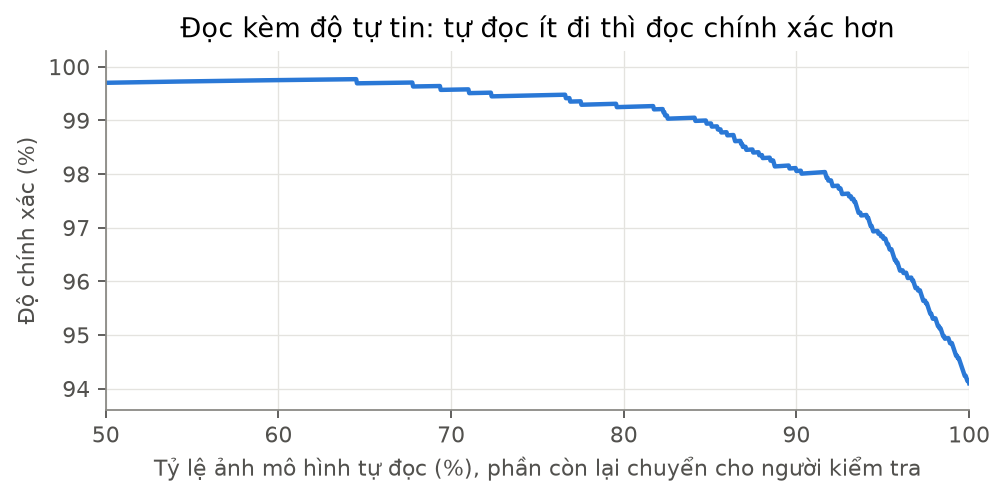 Đọc kèm độ tự tin: tự đọc ít đi thì đọc chính xác hơn
Độ chính xác (%)
100
99
98
97
96
95
94
50 60 70 80 90 100
Tỷ lệ ảnh mô hình tự đọc (%), phần còn lại chuyển cho người kiểm tra